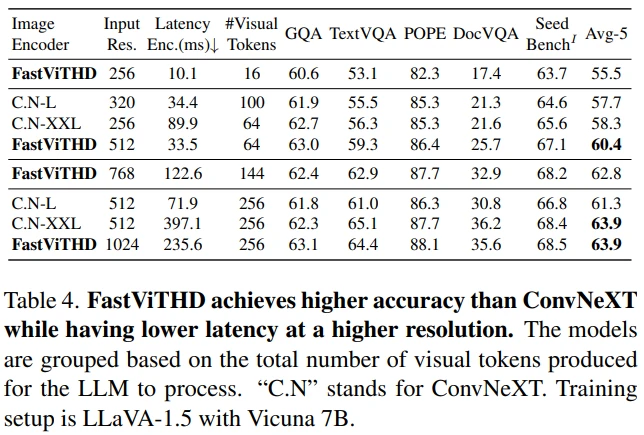 Image Input Latency #Visual GQA TextVQA POPE DocVQA Seed Avg-5
Encoder Res. Enc.(ms)↓ Tokens Bench^I
FastViTHD 256 10.1 16 60.6 53.1 82.3 17.4 63.7 55.5
C.N-L 320 34.4 100 61.9 55.5 85.3 21.3 64.6 57.7
C.N-XXL 256 89.9 64 62.7 56.3 85.3 21.6 65.6 58.3
FastViTHD 512 33.5 64 63.0 59.3 86.4 25.7 67.1 60.4
FastViTHD 768 122.6 144 62.4 62.9 87.7 32.9 68.2 62.8
C.N-L 512 71.9 256 61.8 61.0 86.3 30.8 66.8 61.3
C.N-XXL 512 397.1 256 62.3 65.1 87.7 36.2 68.4 63.9
FastViTHD 1024 235.6 256 63.1 64.4 88.1 35.6 68.5 63.9
Table 4. FastViTHD achieves higher accuracy than ConvNeXT
while having lower latency at a higher resolution. The models
are grouped based on the total number of visual tokens produced
for the LLM to process. “C.N” stands for ConvNeXT. Training
setup is LLaVA-1.5 with Vicuna 7B.